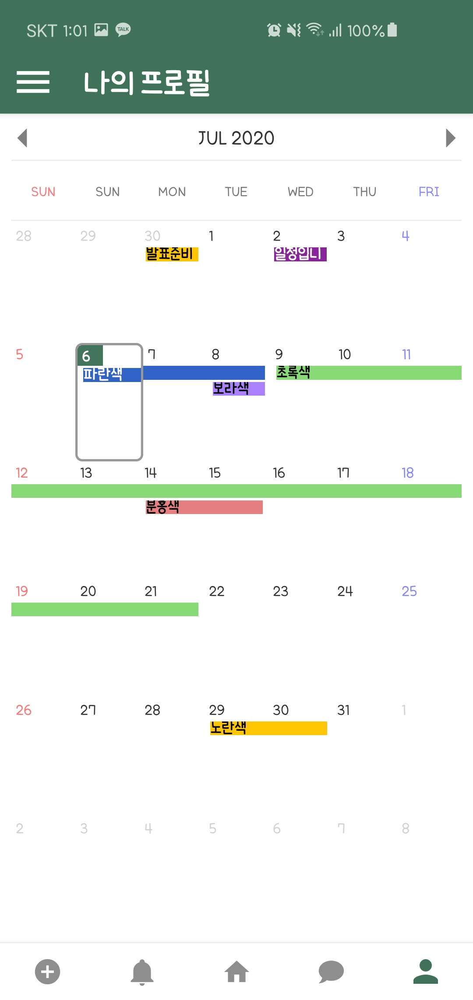 SKT 1:01 TALK 100%
나의 프로필
JUL 2020
SUN SUN MON TUE WED THU FRI
28 29 30 1 2 3 4
발표준비 일정입니
5 6 7 8 9 10 11
파란색 초록색
보라색
12 13 14 15 16 17 18
분홍색
19 20 21 22 23 24 25
26 27 28 29 30 31 1
노란색
2 3 4 5 6 7 8